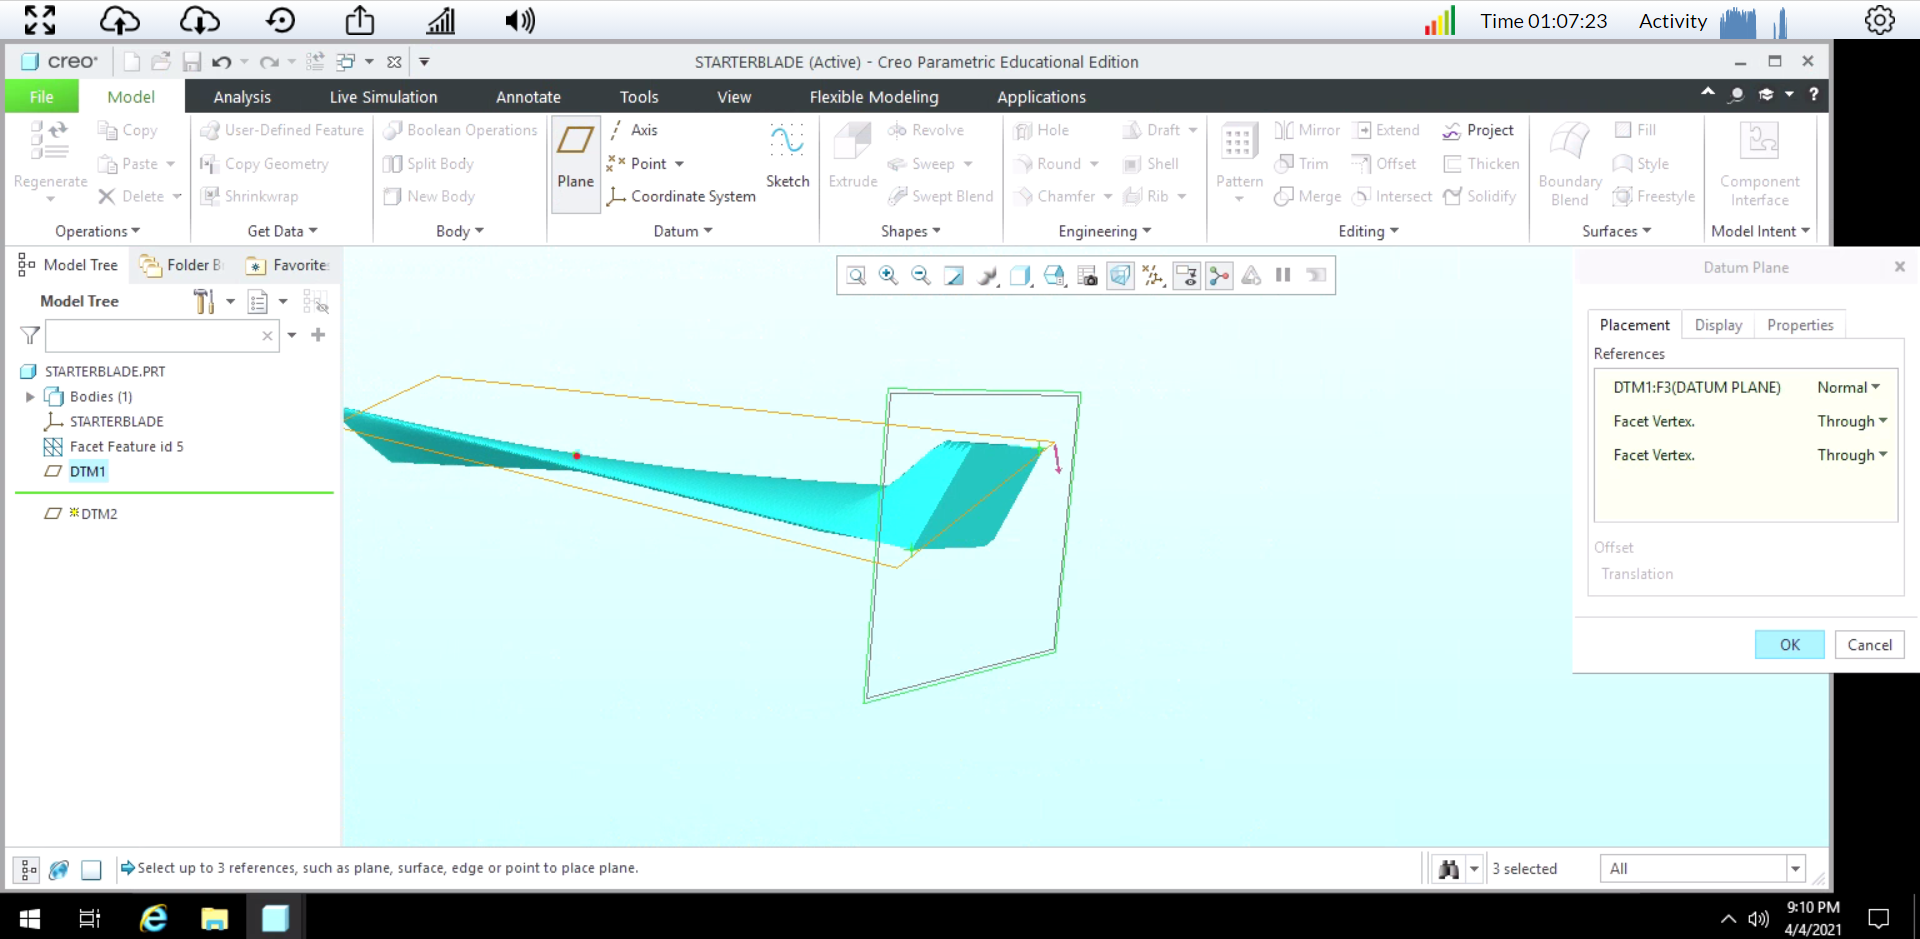 Time 01:07:23 Activity
creo STARTERBLADE (Active) - Creo Parametric Educational Edition
File Model Analysis Live Simulation Annotate Tools View Flexible Modeling Applications
Copy User-Defined Feature Boolean Operations Axis Revolve Hole Draft Mirror Extend Project Fill
Paste Copy Geometry Split Body Point Sweep Round Shell Trim Offset Thicken Style
Regenerate Plane Sketch Extrude Pattern Boundary Blend Component Interface
Delete Shrinkwrap New Body Coordinate System Swept Blend Chamfer Rib Merge Intersect Solidify Freestyle
Operations Get Data Body Datum Shapes Engineering Editing Surfaces Model Intent
Model Tree Folder B Favorite
Model Tree
STARTERBLADE.PRT
Bodies (1)
STARTERBLADE
Facet Feature id 5
DTM1
DTM2
Datum Plane
Placement Display Properties
References
DTM1:F3(DATUM PLANE) Normal
Facet Vertex. Through
Facet Vertex. Through
Offset
Translation
OK Cancel
Select up to 3 references, such as plane, surface, edge or point to place plane.
3 selected All
9:10 PM
4/4/2021